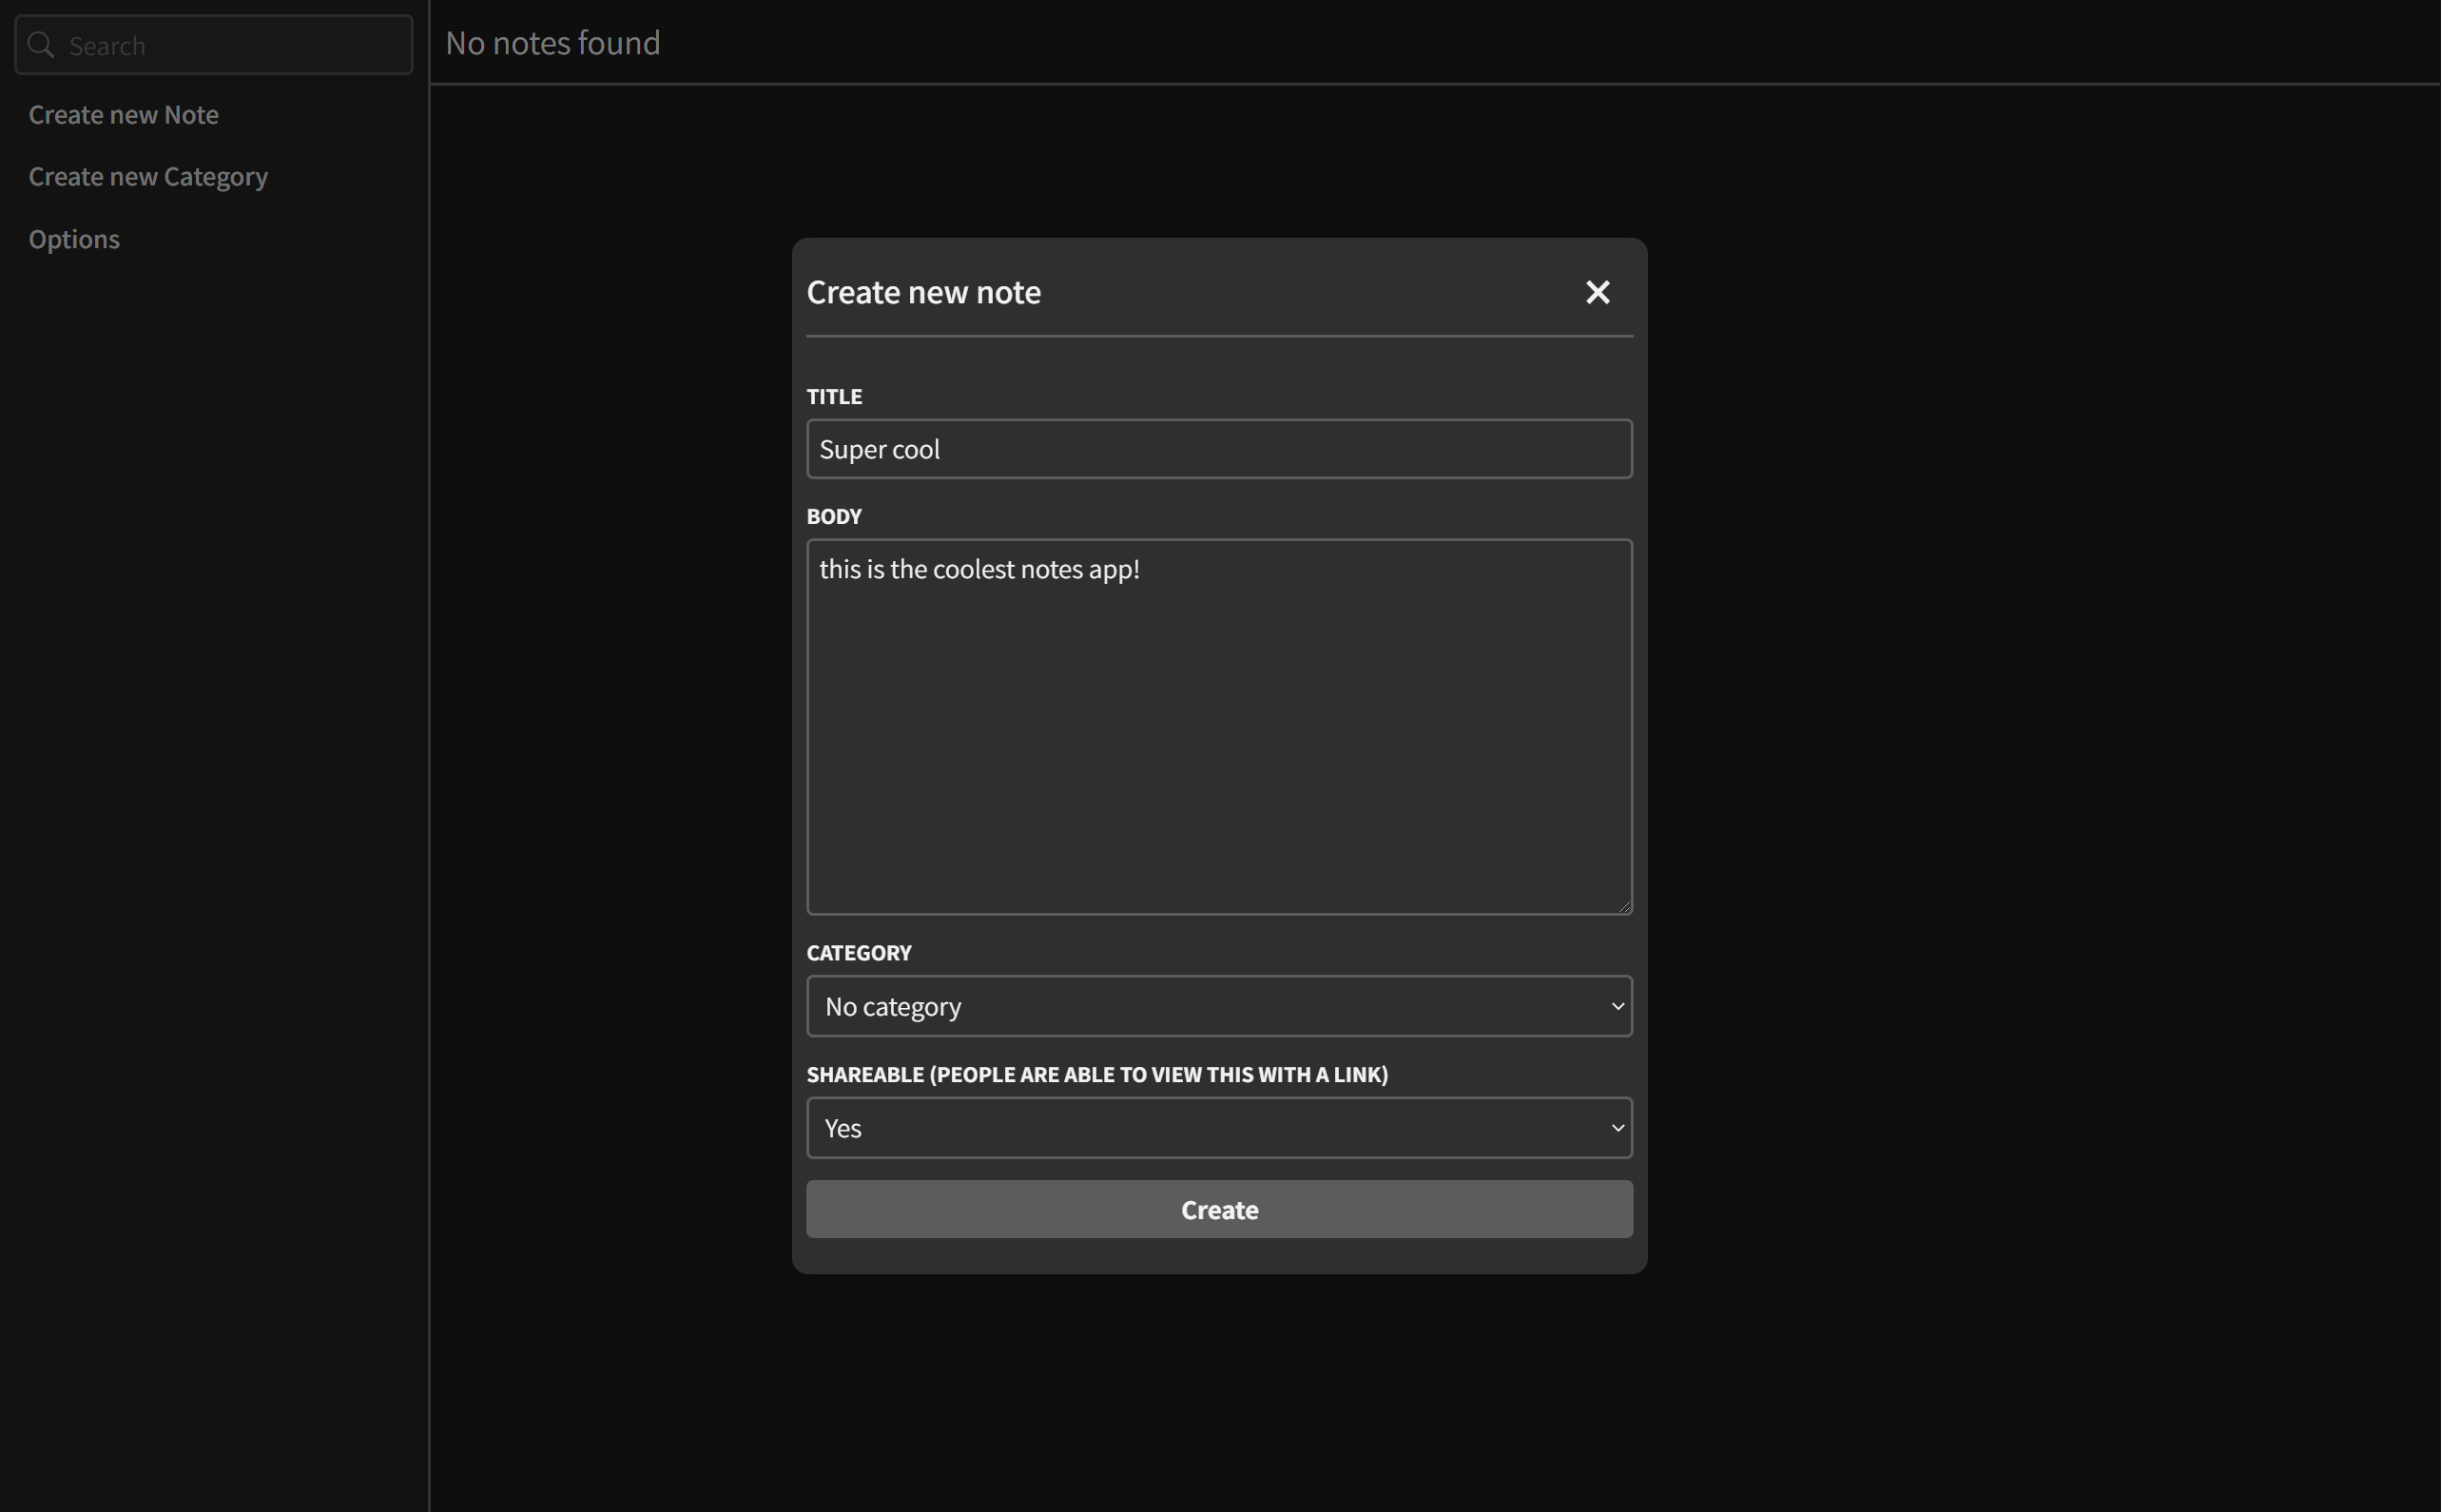 Search
No notes found
Create new Note
Create new Category
Options
Create new note
TITLE
Super cool
BODY
this is the coolest notes app!
CATEGORY
No category
SHAREABLE (PEOPLE ARE ABLE TO VIEW THIS WITH A LINK)
Yes
Create